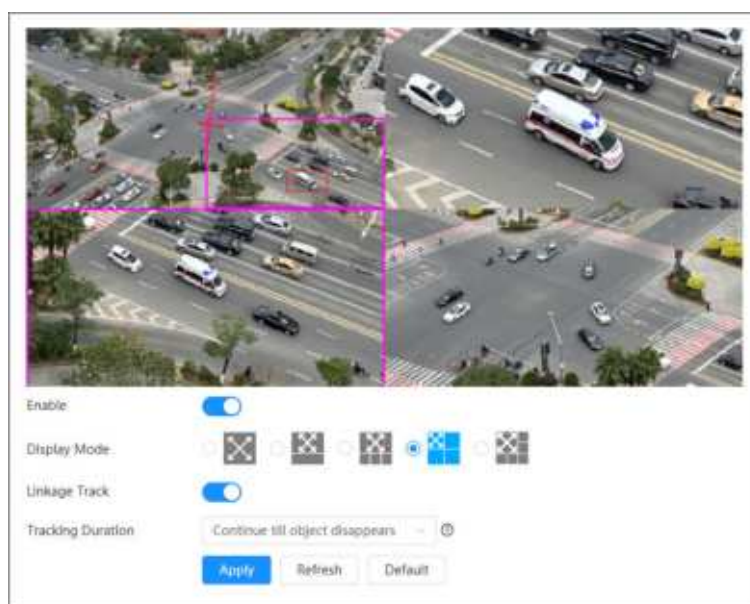 Enable
Display Mode
Linkage Track
Tracking Duration
Continue till object disappears
Apply
Refresh
Default